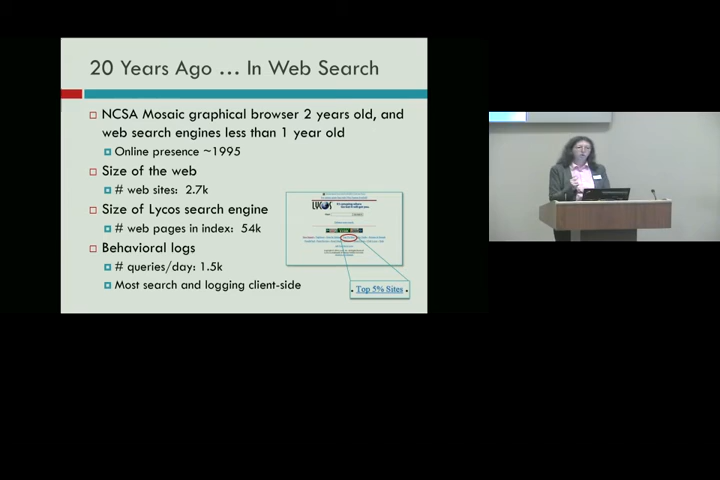 20 Years Ago … In Web Search
NCSA Mosaic graphical browser 2 years old, and
web search engines less than 1 year old
Online presence ~1995
Size of the web
# web sites: 2.7k
Size of Lycos search engine
# web pages in index: 54k
Behavioral logs
# queries/day: 1.5k
Most search and logging client-side
LYCOS
Top 5% Sites